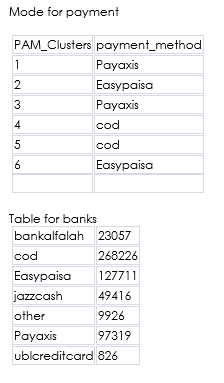 Mode for payment
PAM_Clusters payment_method
1 Payaxis
2 Easypaisa
3 Payaxis
4 cod
5 cod
6 Easypaisa
Table for banks
bankalfalah 23057
cod 268226
Easypaisa 127711
jazzcash 49416
other 9926
Payaxis 97319
ublcreditcard 826